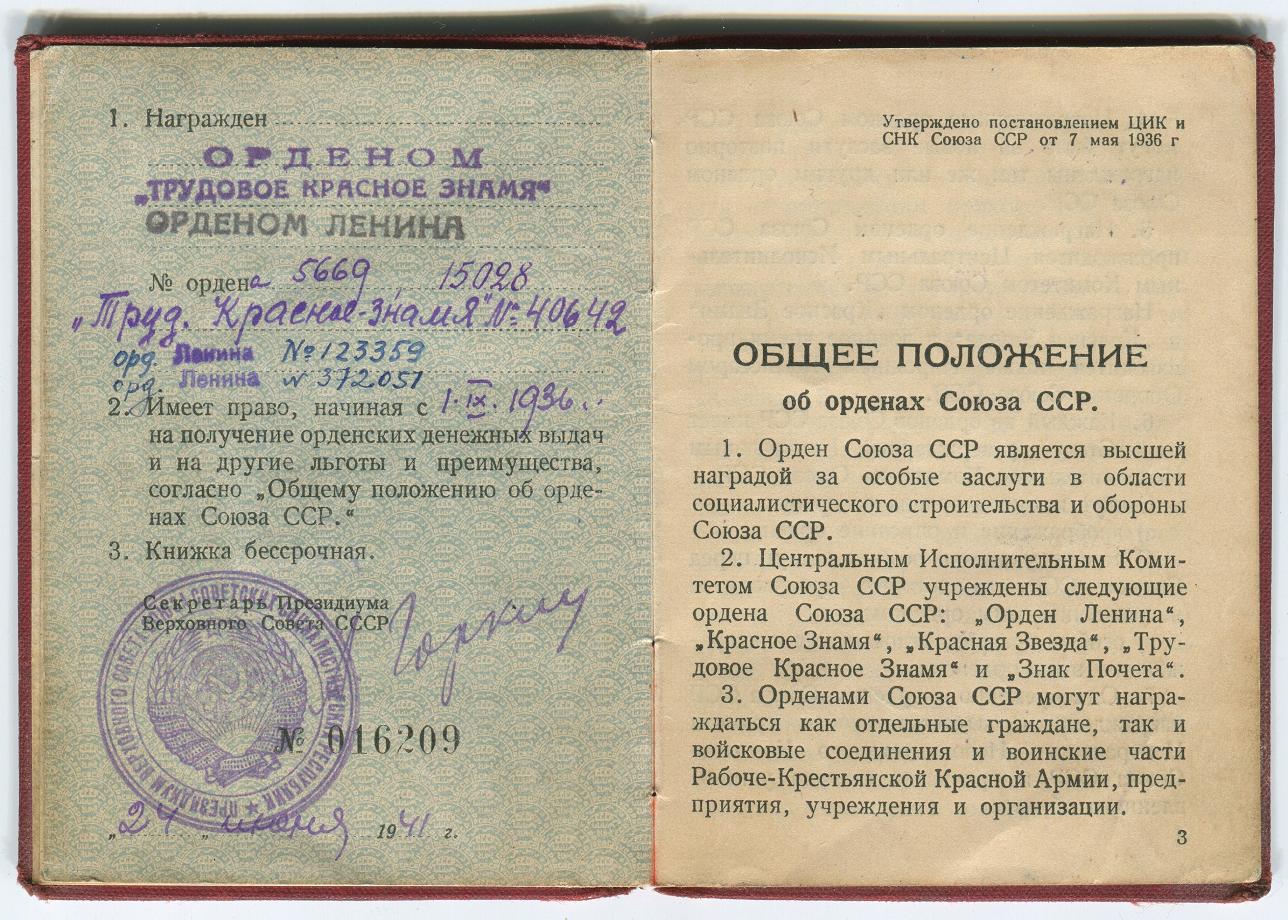 1. Награжден
ОРДЕНОМ
„ТРУДОВОЕ КРАСНОЕ ЗНАМЯ“
ОРДЕНОМ ЛЕНИНА
№ ордена 5669, 15028
„Труд. Красное-знамя“ №: 40642
орд. Ленина № 123359
орд. Ленина № 372051
2. Имеет право, начиная с 1.IX.1936г.
на получение орденских денежных выдач
и на другие льготы и преимущества,
согласно „Общему положению об орде-
нах Союза ССР.“
3. Книжка бессрочная.
Секретарь Президиума
Верховного Совета СССР
Горкин
№ 016209
„24„ июня 1941 г.
Утверждено постановлением ЦИК и
СНК Союза ССР от 7 мая 1936 г
ОБЩЕЕ ПОЛОЖЕНИЕ
об орденах Союза ССР.
1. Орден Союза ССР является высшей
наградой за особые заслуги в области
социалистического строительства и обороны
Союза ССР.
2. Центральным Исполнительным Коми-
тетом Союза ССР учреждены следующие
ордена Союза ССР: „Орден Ленина“,
„Красное Знамя“, „Красная Звезда“, „Тру-
довое Красное Знамя“ и „Знак Почета“.
3. Орденами Союза ССР могут награ-
ждаться как отдельные граждане, так и
войсковые соединения и воинские части
Рабоче-Крестьянской Красной Армии, пред-
приятия, учреждения и организации.
3